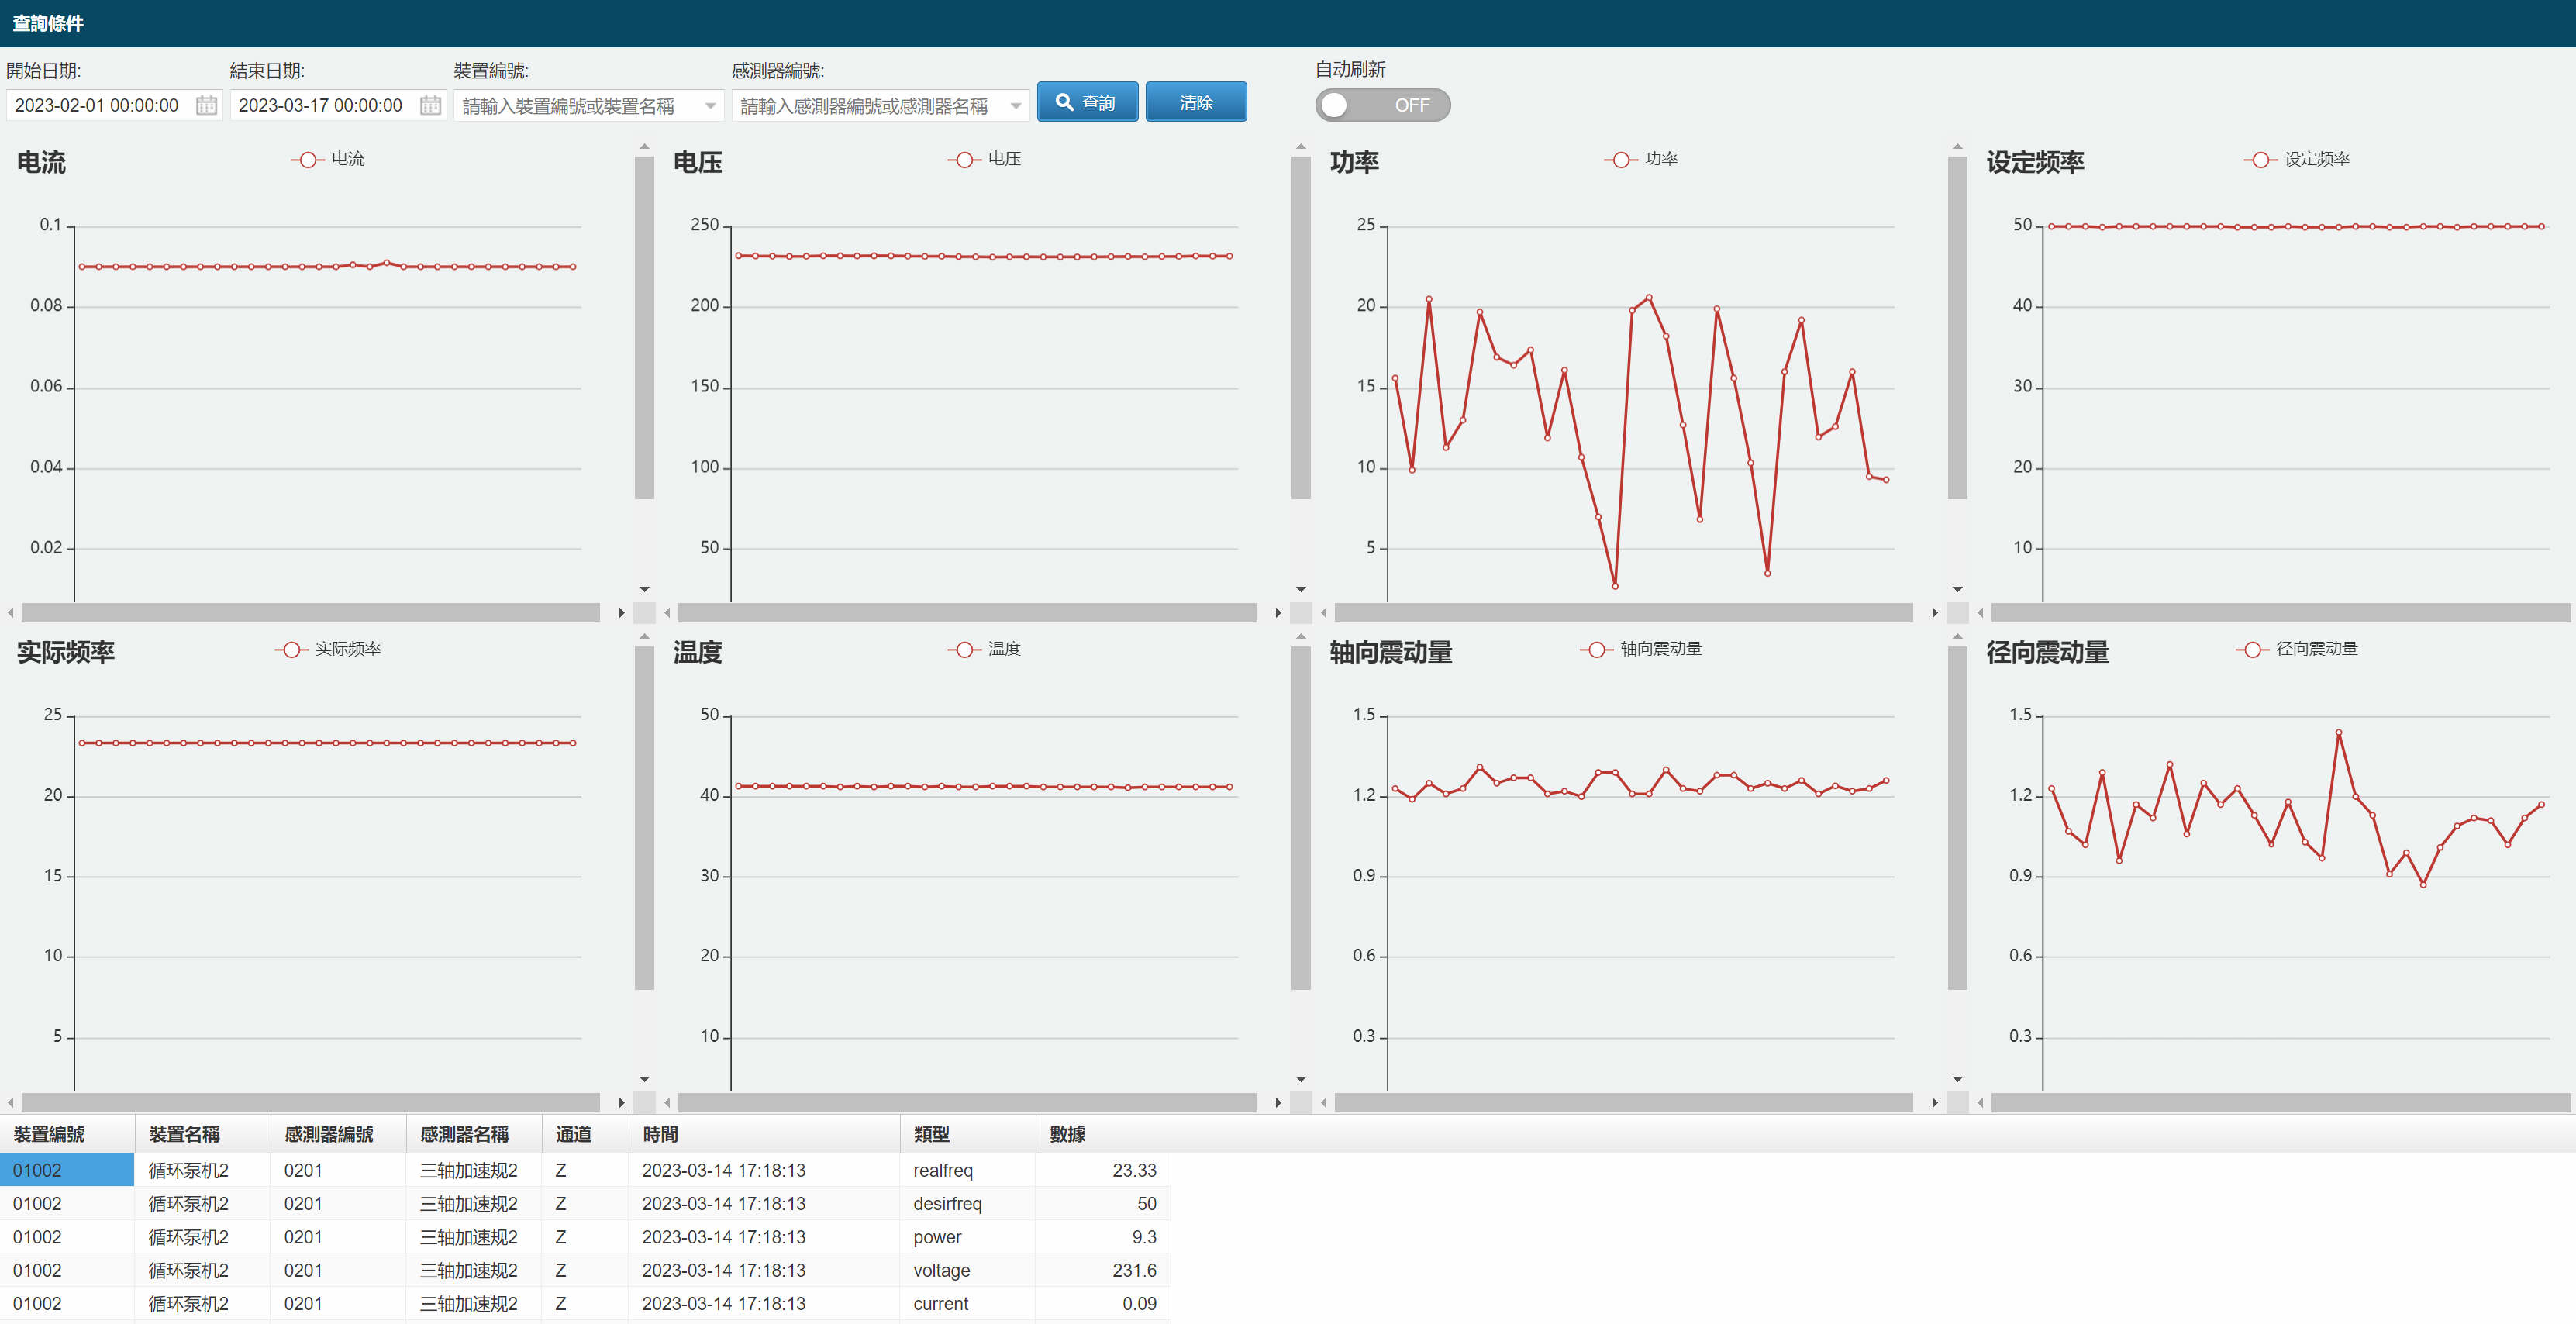 查詢條件
開始日期: 結束日期: 裝置編號: 感測器編號: 自动刷新
2023-02-01 00:00:00 2023-03-17 00:00:00 請輸入裝置編號或裝置名稱 請輸入感測器編號或感測器名稱 查詢 清除 OFF
电流 电流
0.1
0.08
0.06
0.04
0.02
电压 电压
250
200
150
100
50
功率 功率
25
20
15
10
5
设定频率 设定频率
50
40
30
20
10
实际频率 实际频率
25
20
15
10
5
温度 温度
50
40
30
20
10
轴向震动量 轴向震动量
1.5
1.2
0.9
0.6
0.3
径向震动量 径向震动量
1.5
1.2
0.9
0.6
0.3
裝置編號 裝置名稱 感測器編號 感測器名稱 通道 時間 類型 數據
01002 循环泵机2 0201 三轴加速规2 Z 2023-03-14 17:18:13 realfreq 23.33
01002 循环泵机2 0201 三轴加速规2 Z 2023-03-14 17:18:13 desirfreq 50
01002 循环泵机2 0201 三轴加速规2 Z 2023-03-14 17:18:13 power 9.3
01002 循环泵机2 0201 三轴加速规2 Z 2023-03-14 17:18:13 voltage 231.6
01002 循环泵机2 0201 三轴加速规2 Z 2023-03-14 17:18:13 current 0.09